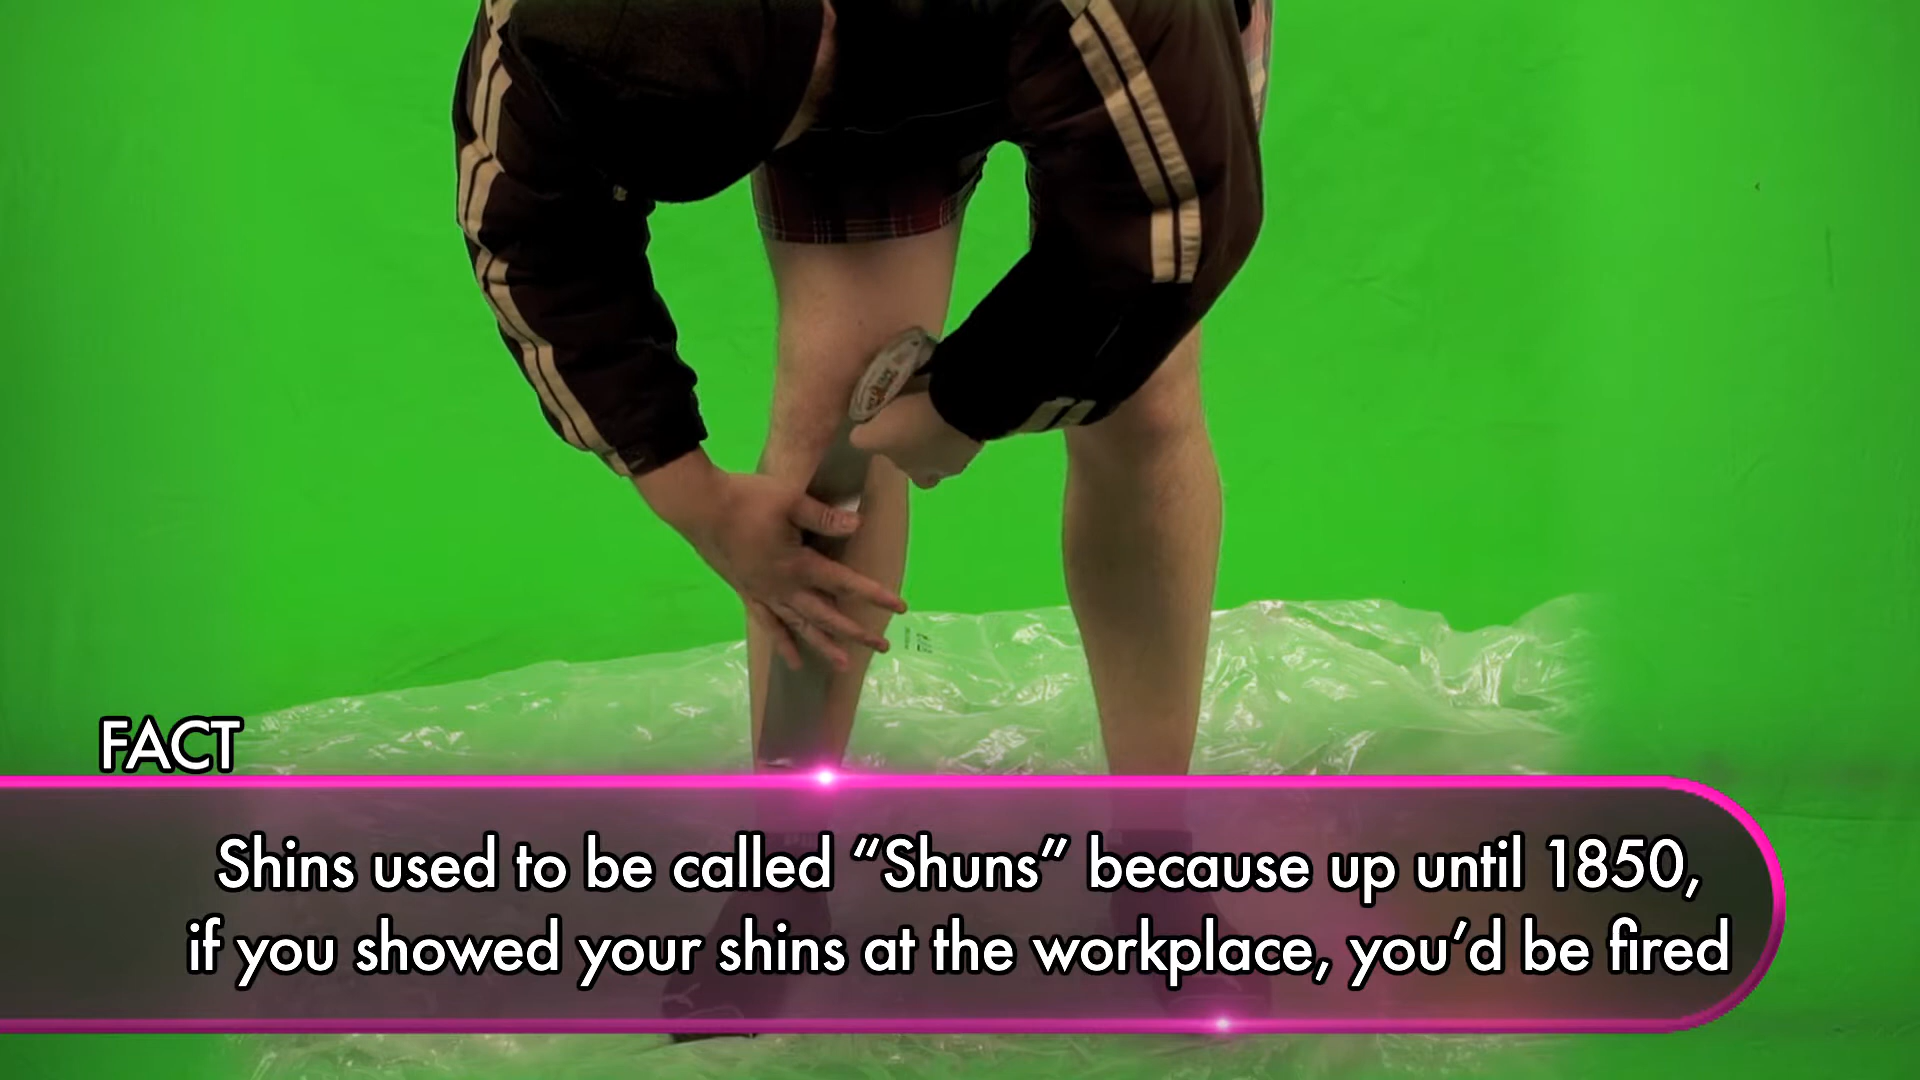 FACT
Shins used to be called “Shuns” because up until 1850,
if you showed your shins at the workplace, you’d be fired